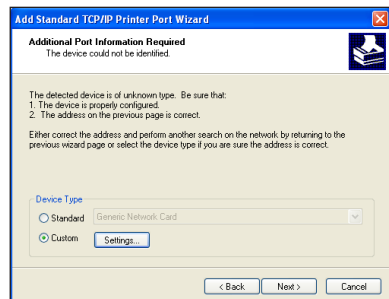 Add Standard TCP/IP Printer Port Wizard
Additional Port Information Required
The device could not be identified.
The detected device is of unknown type. Be sure that:
1. The device is properly configured.
2. The address on the previous page is correct.
Either correct the address and perform another search on the network by returning to the
previous wizard page or select the device type if you are sure the address is correct.
Device Type
Standard Generic Network Card
Custom Settings...
< Back Next > Cancel